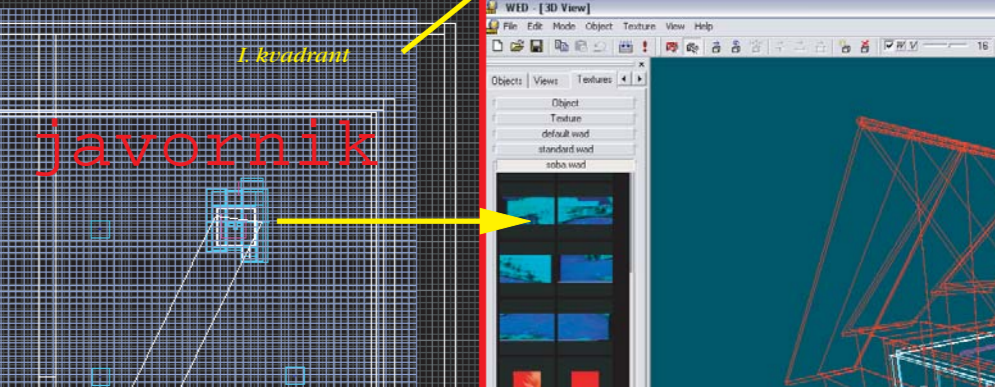 I. kvadrant
javornik
WED - [3D View]
File Edit Mode Object Texture View Help
W V 16
Objects Views Textures
Object
Texture
default.wad
standard.wad
soba.wad